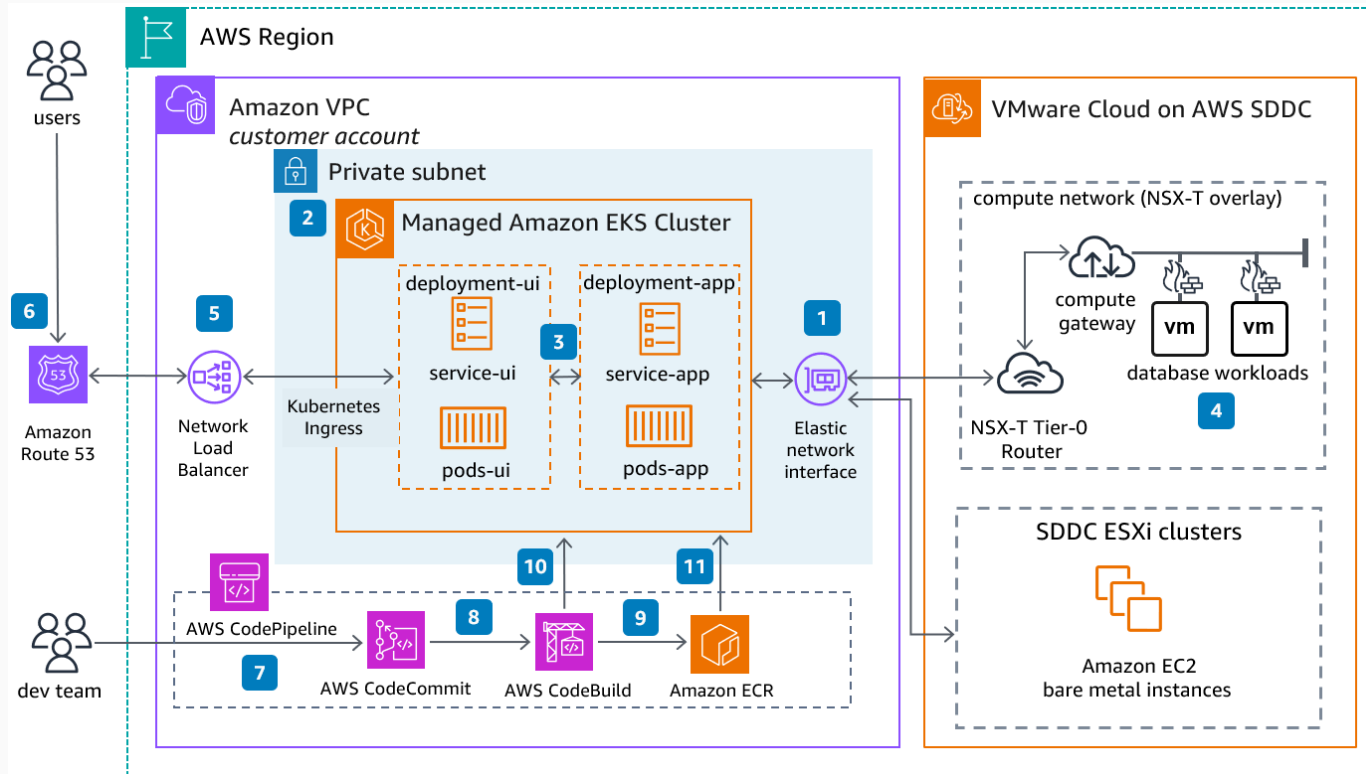 AWS Region
users
Amazon VPC
customer account
VMware Cloud on AWS SDDC
Private subnet
2
Managed Amazon EKS Cluster
K
compute network (NSX-T overlay)
deployment-ui
deployment-app
compute
gateway
vm
vm
database workloads
4
6
5
3
1
service-ui
service-app
53
Kubernetes
Ingress
pods-ui
pods-app
Amazon
Route 53
Network
Load
Balancer
Elastic
network
interface
NSX-T Tier-0
Router
SDDC ESXi clusters
Amazon EC2
bare metal instances
10
11
AWS CodePipeline
7
8
9
dev team
AWS CodeCommit
AWS CodeBuild
Amazon ECR